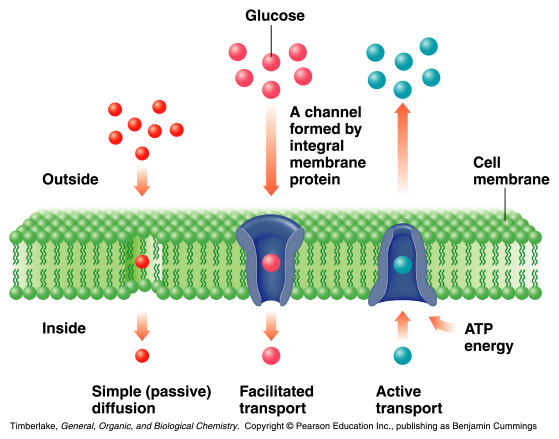 Glucose
A channel
formed by
integral
membrane
protein
Cell
membrane
Outside
Inside
ATP
energy
Simple (passive)
diffusion
Facilitated
transport
Active
transport
Timberlake, General, Organic, and Biological Chemistry. Copyright © Pearson Education Inc., publishing as Benjamin Cummings